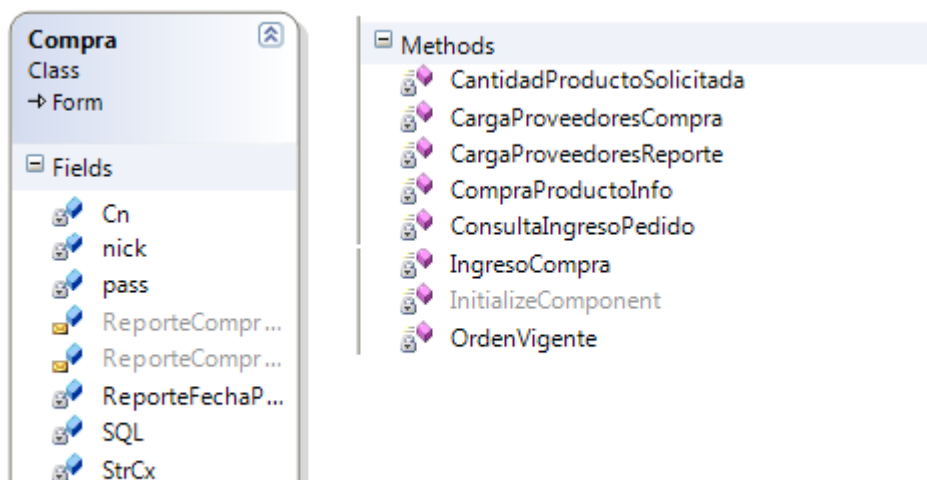 Compra
Class
Form
Fields
Cn
nick
pass
ReporteCompr...
ReporteCompr...
ReporteFechaP...
SQL
StrCx
Methods
CantidadProductoSolicitada
CargaProveedoresCompra
CargaProveedoresReporte
CompraProductoInfo
ConsultaIngresoPedido
IngresoCompra
InitializeComponent
OrdenVigente